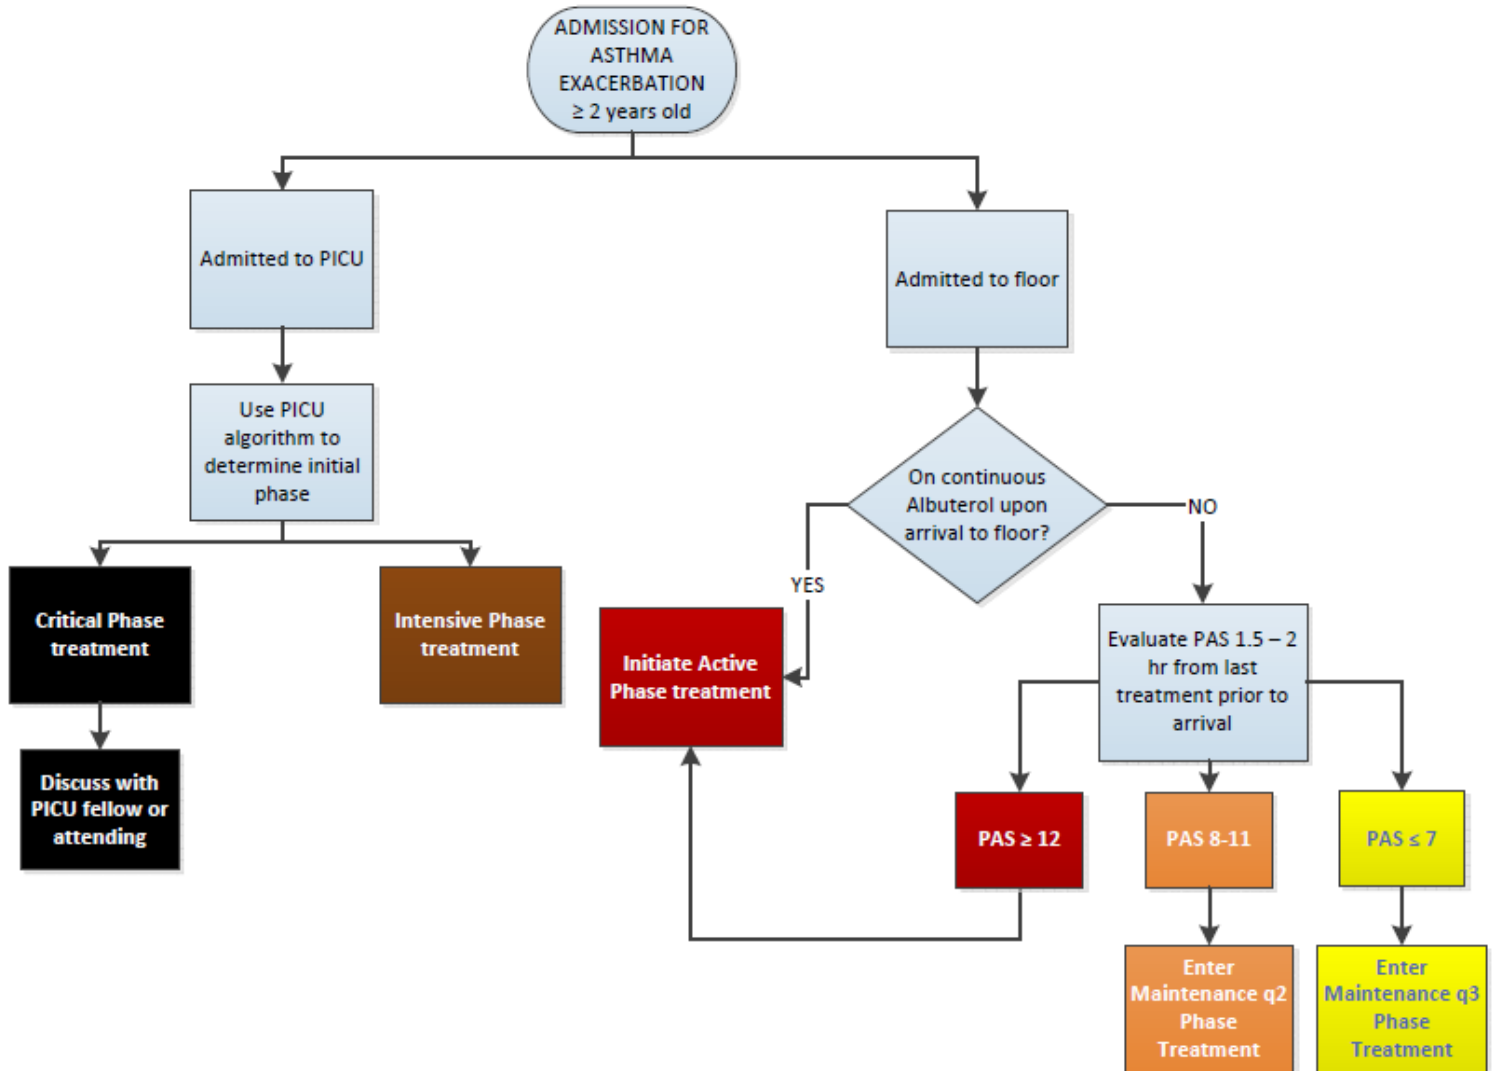 ADMISSION FOR
ASTHMA
EXACERBATION
≥ 2 years old
Admitted to PICU
Admitted to floor
Use PICU
algorithm to
determine initial
phase
On continuous
Albuterol upon
arrival to floor?
YES
NO
Critical Phase
treatment
Intensive Phase
treatment
Initiate Active
Phase treatment
Evaluate PAS 1.5 – 2
hr from last
treatment prior to
arrival
Discuss with
PICU fellow or
attending
PAS ≥ 12
PAS 8-11
PAS ≤ 7
Enter
Maintenance q2
Phase
Treatment
Enter
Maintenance q3
Phase
Treatment